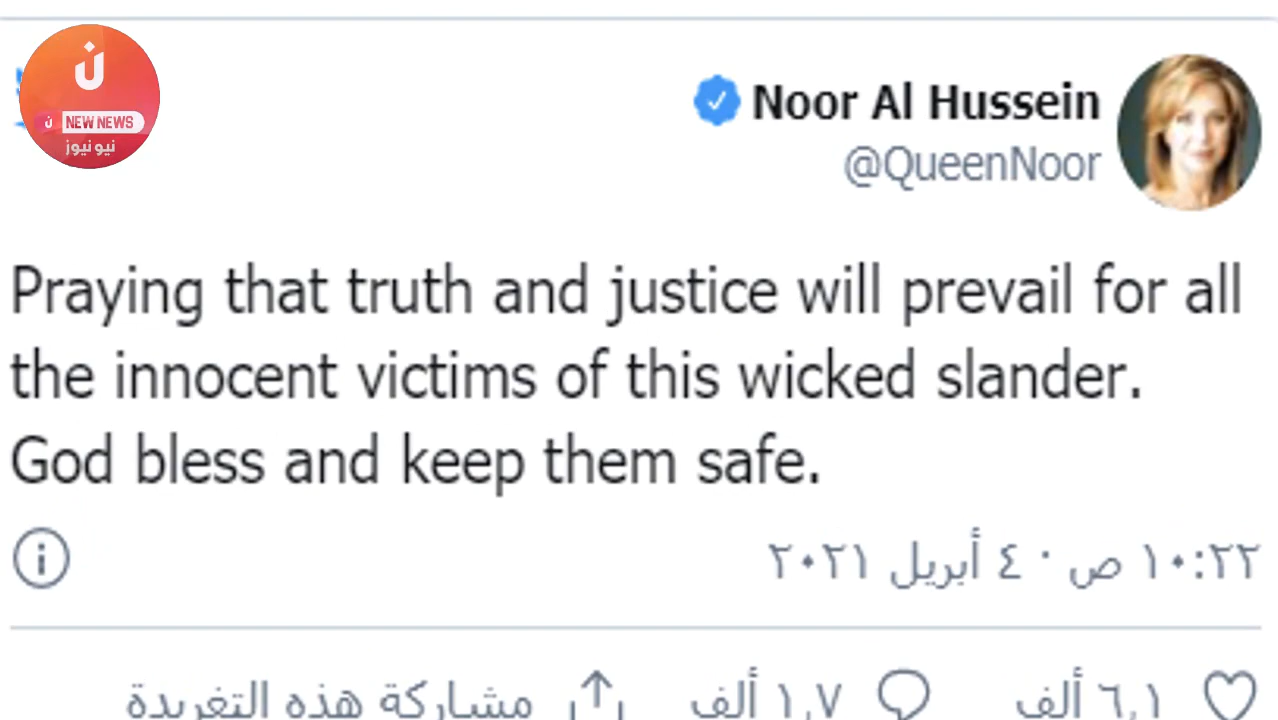 ن
ن NEW NEWS
نيو نيوز
Noor Al Hussein
@QueenNoor
Praying that truth and justice will prevail for all
the innocent victims of this wicked slander.
God bless and keep them safe.
١٠:٢٢ ص · ٤ أبريل ٢٠٢١
٦,١ ألف ١,٧ ألف مشاركة هذه التغريدة